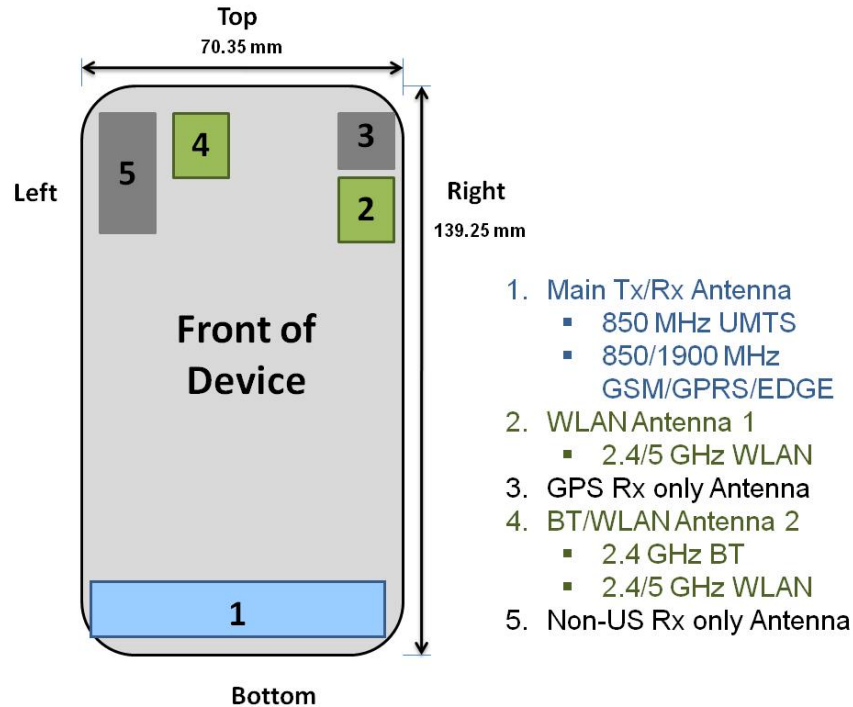 Top
70.35 mm
5
4
3
2
Left
Right
139.25 mm
Front of
Device
1
Bottom
1. Main Tx/Rx Antenna
▪ 850 MHz UMTS
▪ 850/1900 MHz
GSM/GPRS/EDGE
2. WLAN Antenna 1
▪ 2.4/5 GHz WLAN
3. GPS Rx only Antenna
4. BT/WLAN Antenna 2
▪ 2.4 GHz BT
▪ 2.4/5 GHz WLAN
5. Non-US Rx only Antenna